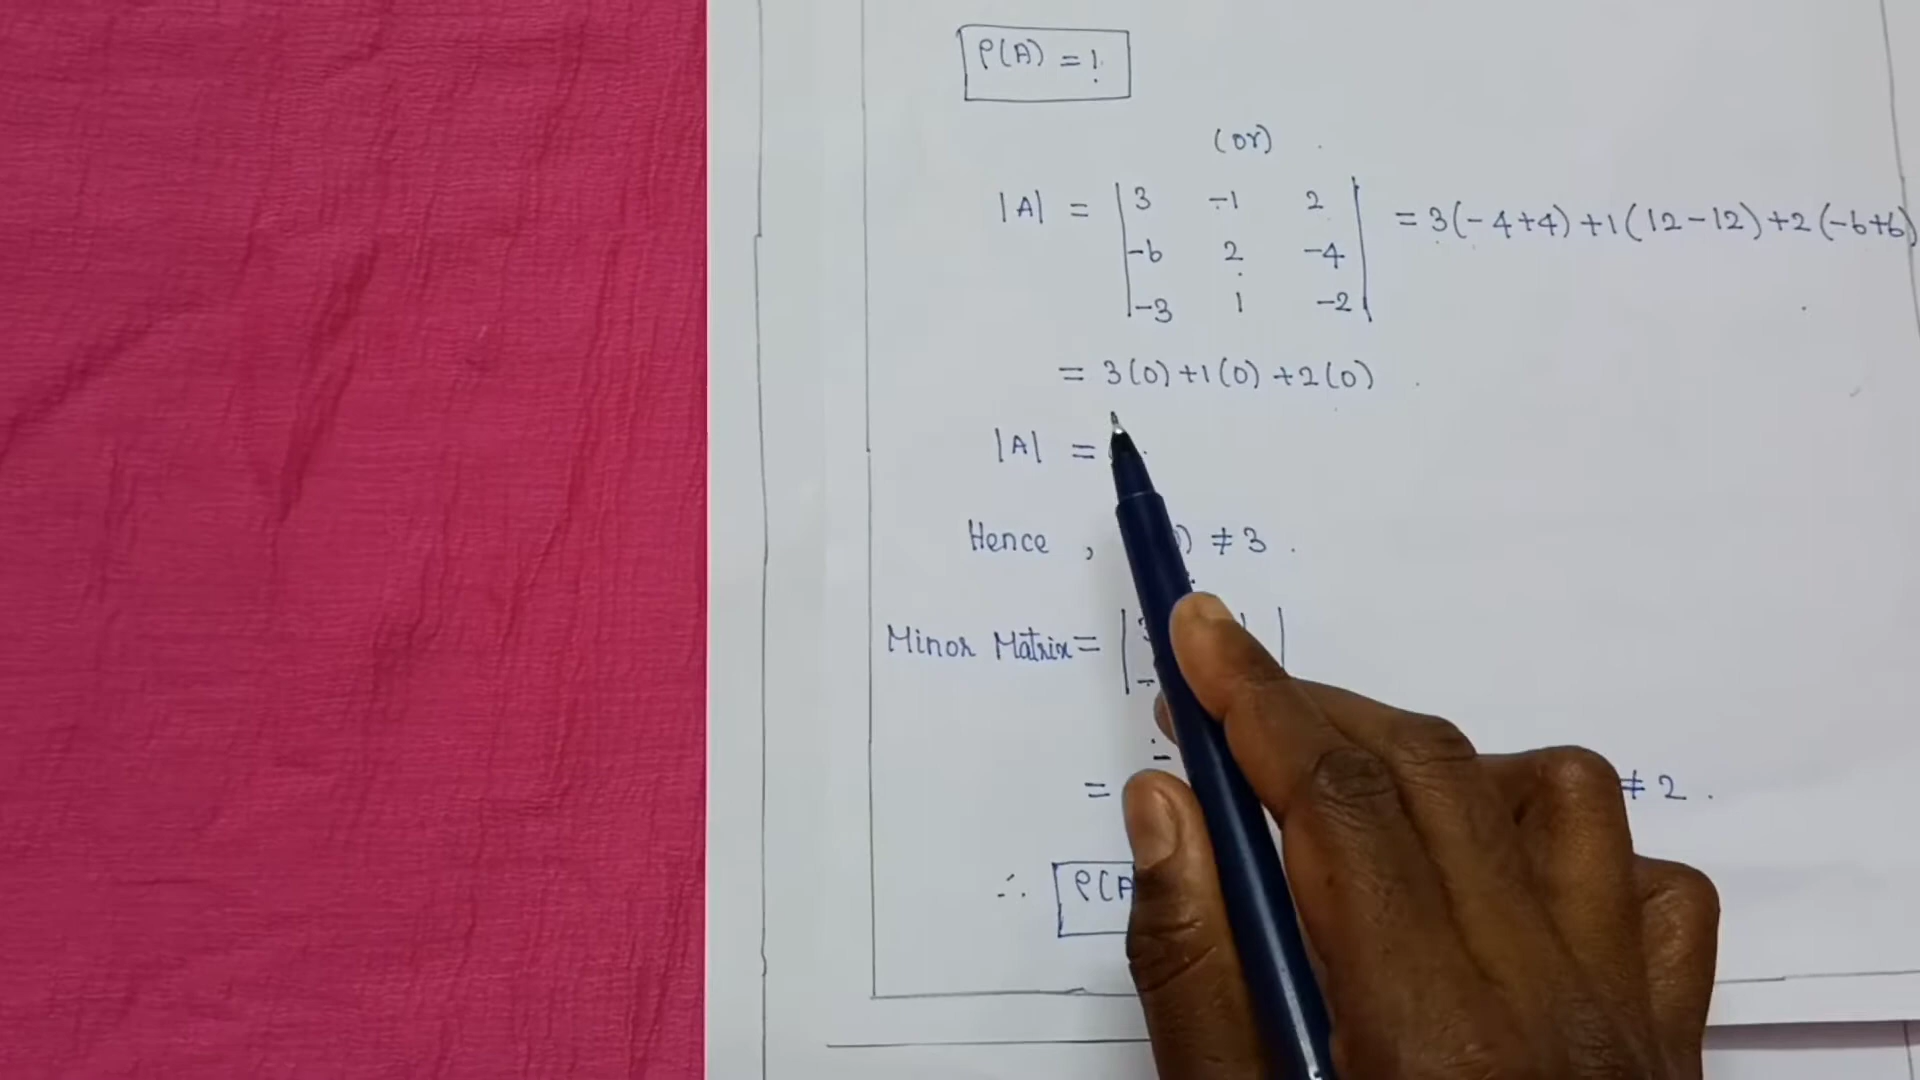 ρ(A) = !
(or)
|A| = | 3 -1 2 | = 3(-4+4) +1(12-12) +2(-6+6)
| -6 2 -4 |
| -3 1 -2 |
= 3(0) +1(0) +2(0)
|A| =
Hence , ≠ 3 .
Minor Matrix =
= ≠ 2 .
∴ ρ(A